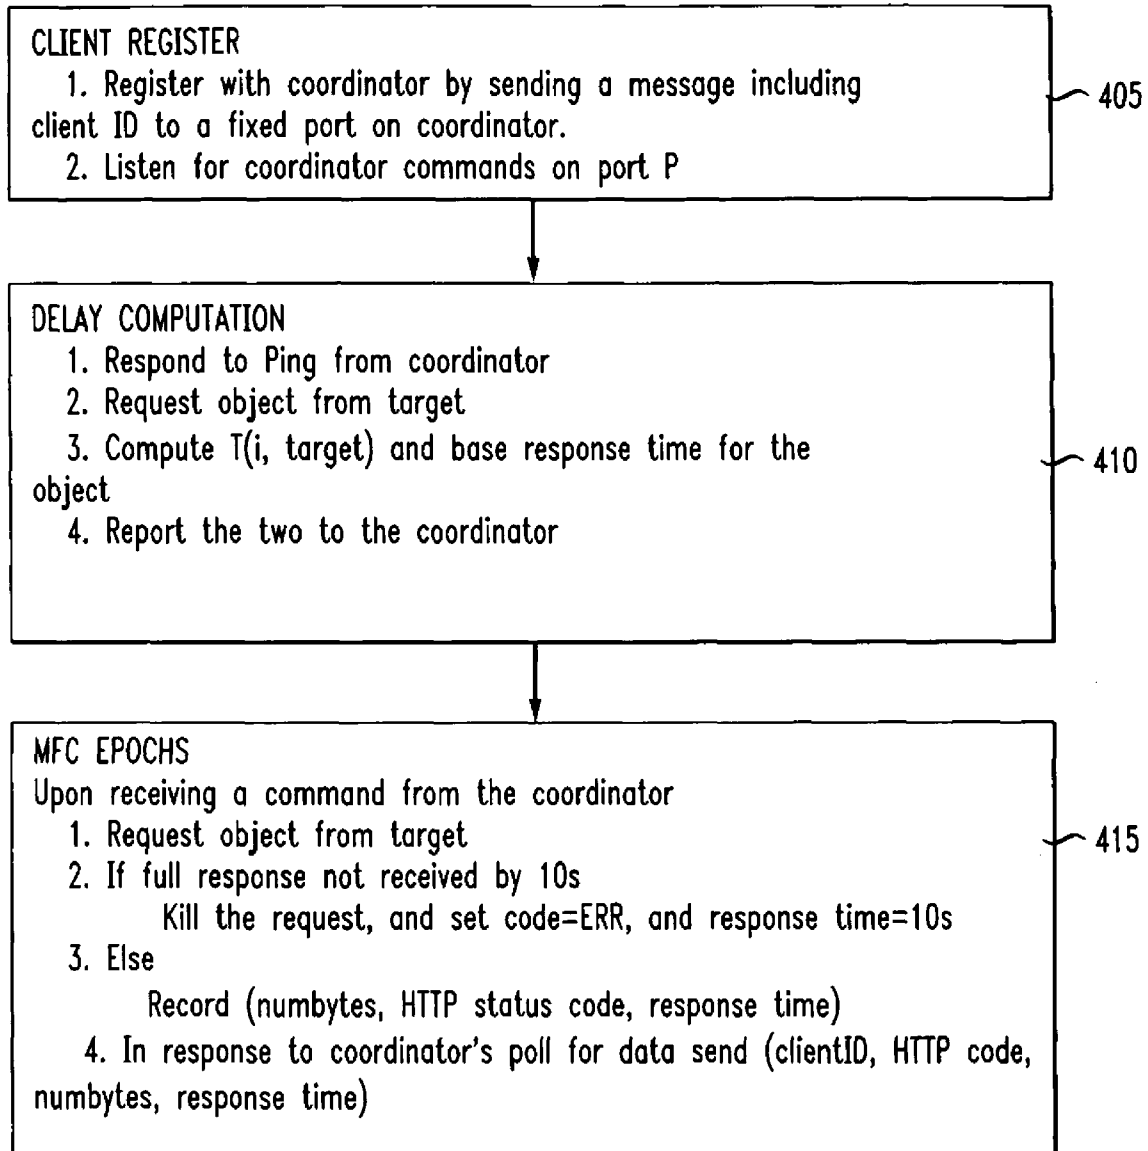 CLIENT REGISTER
1. Register with coordinator by sending a message including
client ID to a fixed port on coordinator.
2. Listen for coordinator commands on port P
405
DELAY COMPUTATION
1. Respond to Ping from coordinator
2. Request object from target
3. Compute T(i, target) and base response time for the
object
4. Report the two to the coordinator
410
MFC EPOCHS
Upon receiving a command from the coordinator
1. Request object from target
2. If full response not received by 10s
Kill the request, and set code=ERR, and response time=10s
3. Else
Record (numbytes, HTTP status code, response time)
4. In response to coordinator's poll for data send (clientID, HTTP code,
numbytes, response time)
415